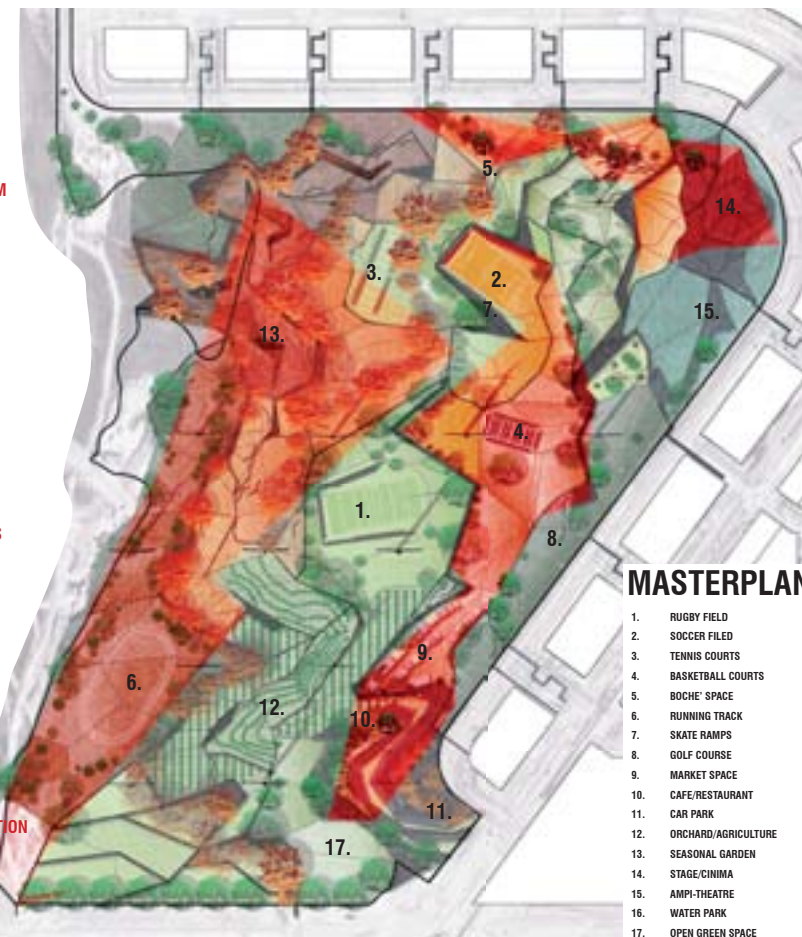 5.
M
14.
3.
2.
7.
15.
13.
4.
1.
S
8.
MASTERPLAN
1. RUGBY FIELD
2. SOCCER FILED
3. TENNIS COURTS
4. BASKETBALL COURTS
5. BOCHE' SPACE
6. RUNNING TRACK
7. SKATE RAMPS
8. GOLF COURSE
9. MARKET SPACE
10. CAFE/RESTAURANT
11. CAR PARK
12. ORCHARD/AGRICULTURE
13. SEASONAL GARDEN
14. STAGE/CINIMA
15. AMPI-THEATRE
16. WATER PARK
17. OPEN GREEN SPACE
9.
6.
12.
10.
11.
TION
17.